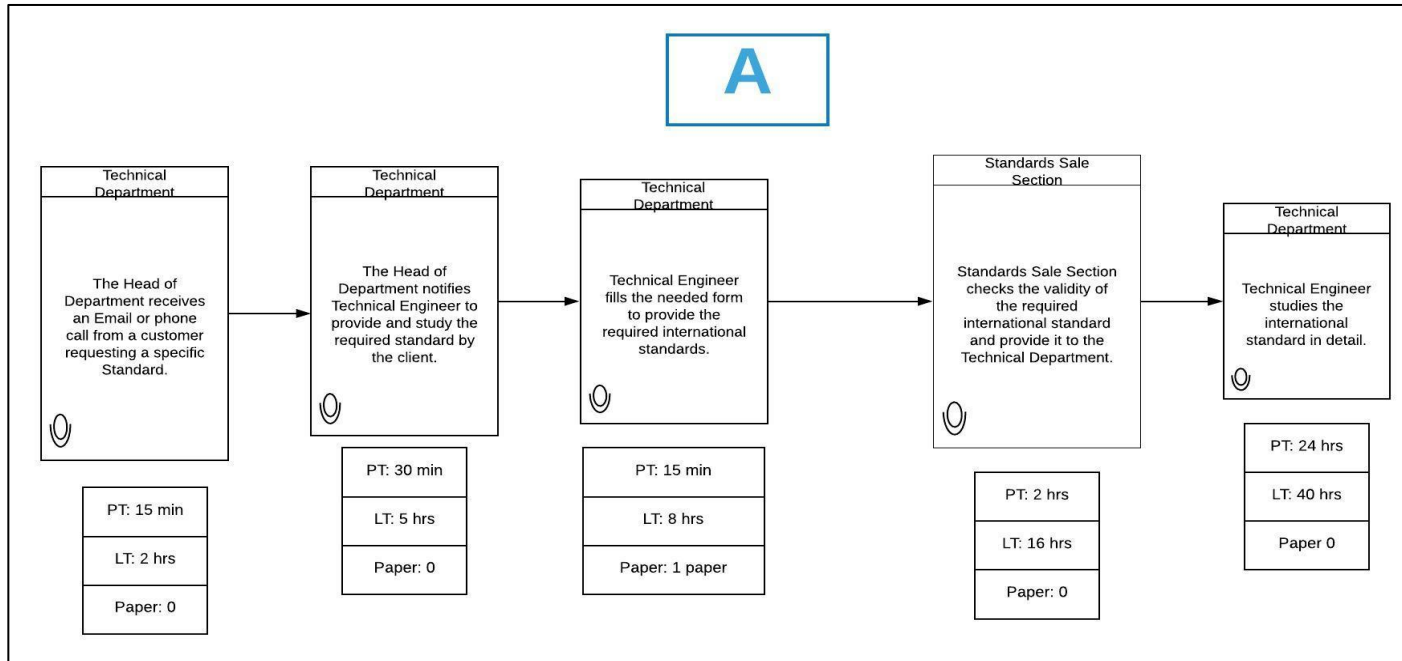 A
Technical
Department
The Head of
Department receives
an Email or phone
call from a customer
requesting a specific
Standard.
PT: 15 min
LT: 2 hrs
Paper: 0
Technical
Department
The Head of
Department notifies
Technical Engineer to
provide and study the
required standard by
the client.
PT: 30 min
LT: 5 hrs
Paper: 0
Technical
Department
Technical Engineer
fills the needed form
to provide the
required international
standards.
PT: 15 min
LT: 8 hrs
Paper: 1 paper
Standards Sale
Section
Standards Sale Section
checks the validity of
the required
international standard
and provide it to the
Technical Department.
PT: 2 hrs
LT: 16 hrs
Paper: 0
Technical
Department
Technical Engineer
studies the
international
standard in detail.
PT: 24 hrs
LT: 40 hrs
Paper 0